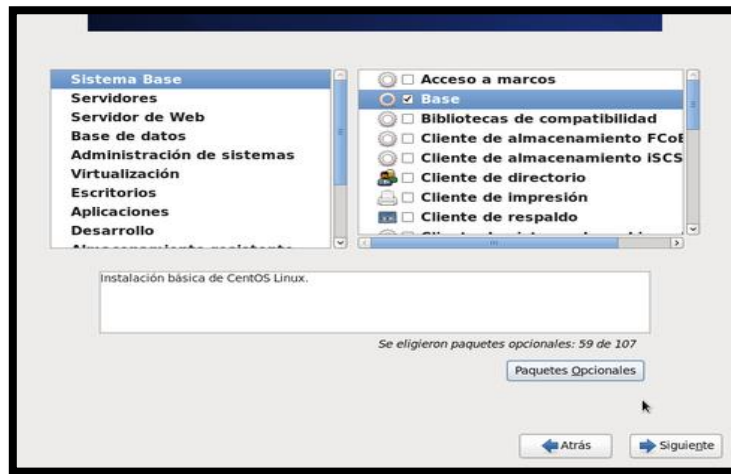 Sistema Base
Servidores
Servidor de Web
Base de datos
Administración de sistemas
Virtualización
Escritorios
Aplicaciones
Desarrollo
Acceso a marcos
Base
Bibliotecas de compatibilidad
Cliente de almacenamiento FCoE
Cliente de almacenamiento iSCS
Cliente de directorio
Cliente de impresión
Cliente de respaldo
Instalación básica de CentOS Linux.
Se eligieron paquetes opcionales: 59 de 107
Paquetes Opcionales
Atrás
Siguiente